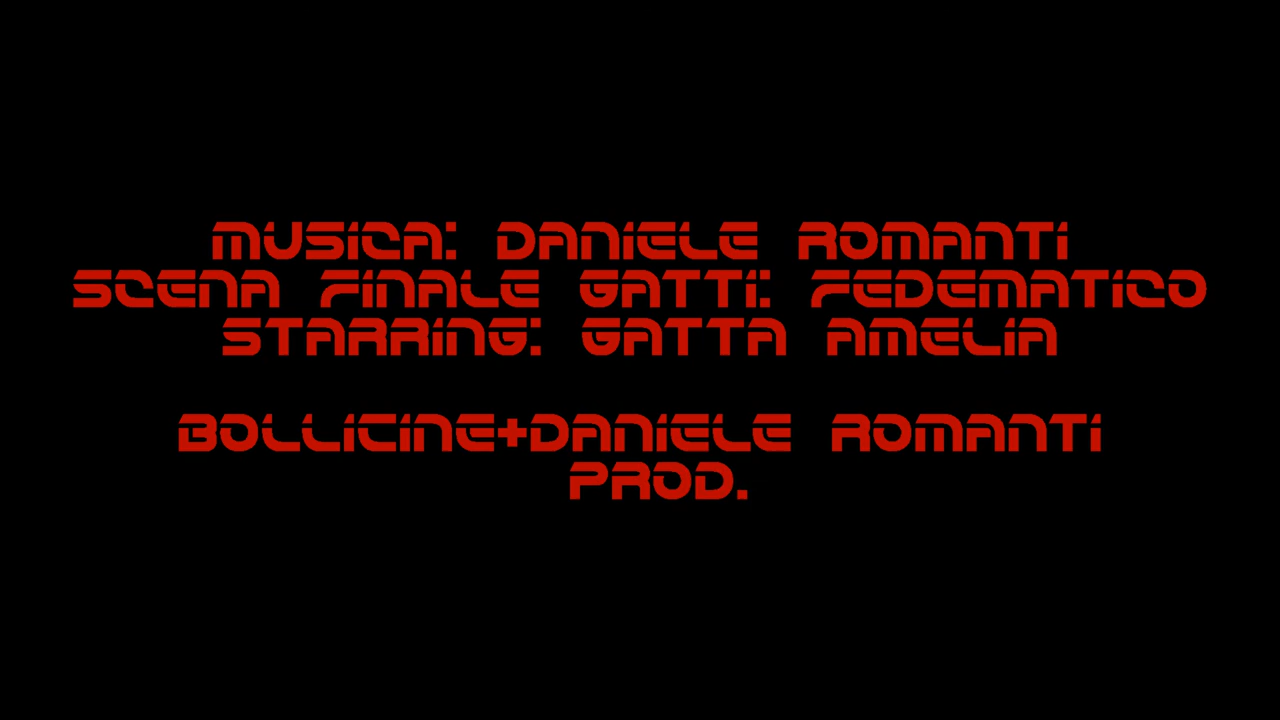 MUSICA: DANIELE ROMANTI
SCENA FINALE GATTI: FEDEMATICO
STARRING: GATTA AMELIA
BOLLICINE+DANIELE ROMANTI
PROD.